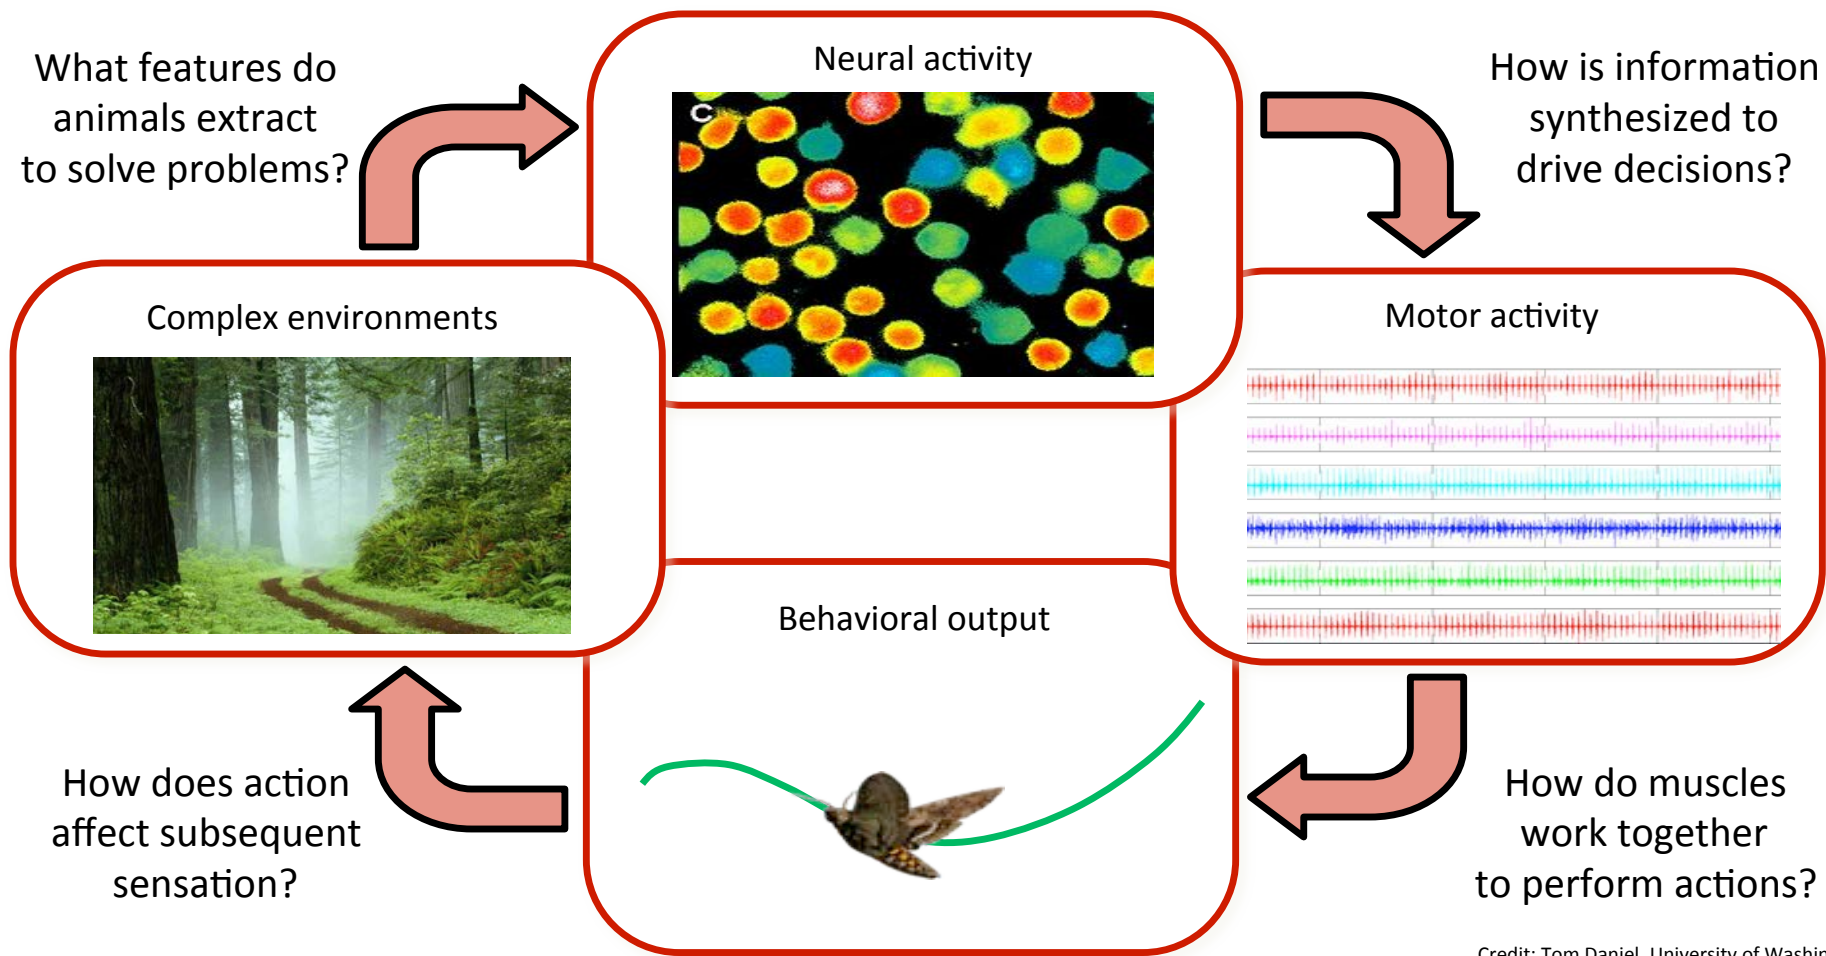 What features do
animals extract
to solve problems?
Neural activity
C
How is information
synthesized to
drive decisions?
Complex environments
Motor activity
Behavioral output
How does action
affect subsequent
sensation?
How do muscles
work together
to perform actions?
Credit: Tom Daniel, University of Washin